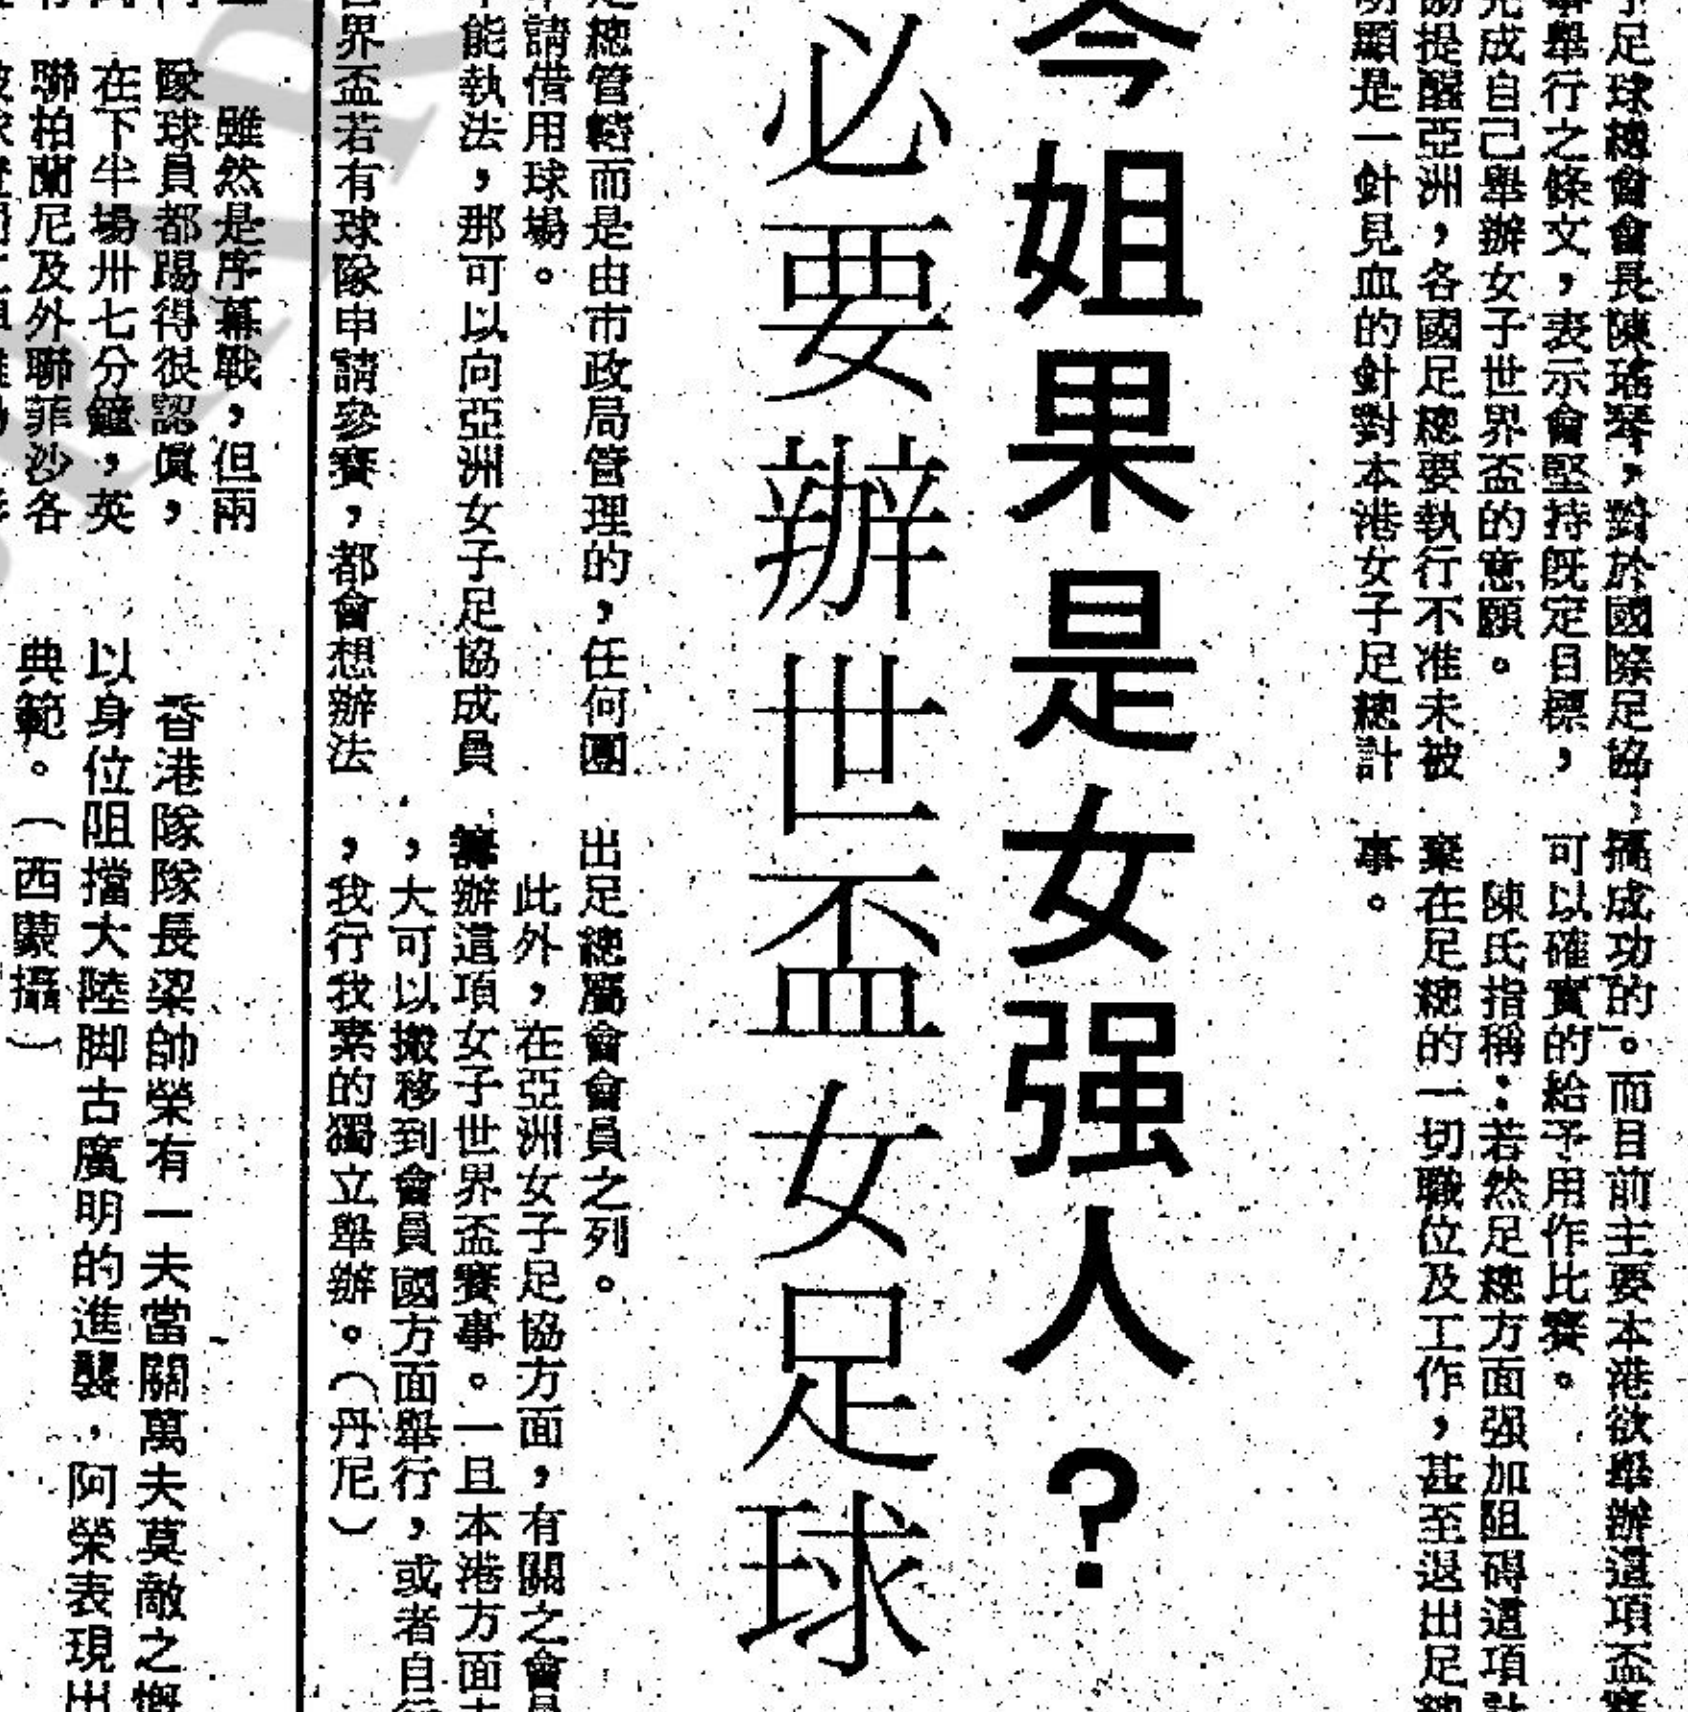 足球總會會長陳瑤琴，對於國際足協
舉行之條文，表示會堅持旣定目標，
成自己舉辦女子世界盃的意願。
提醒亞洲，各國足總要執行不准未被
顯是一針見血的針對本港女子足總計
搞成功的」。而目前主要本港欲舉辦這項盃賽
可以確實的給予用作比賽。
陳氏指稱：若然足總方面强加阻碍這項計
棄在足總的一切職位及工作，甚至退出足總
事。
今姐果是女强人？
必要辦世盃女足球
總管轄而是由市政局管理的，任何團
請借用球場。
能執法，那可以向亞洲女子足協成員
界盃若有球隊申請參賽，都會想辦法
出足總屬會會員之列。
此外，在亞洲女子足協方面，有關之會員
籌辦這項女子世界盃賽事。一旦本港方面
，大可以搬移到會員國方面舉行，或者自行
，我行我素的獨立舉辦。（丹尼）
雖然是序幕戰，但兩
隊球員都踢得很認眞，
在下半場卅七分鐘，英
聯柏蘭尼及外聯菲沙各
香港隊隊長梁帥榮有一夫當關萬夫莫敵之慨
以身位阻擋大陸脚古廣明的進襲，阿榮表現出
典範。（西蒙攝）